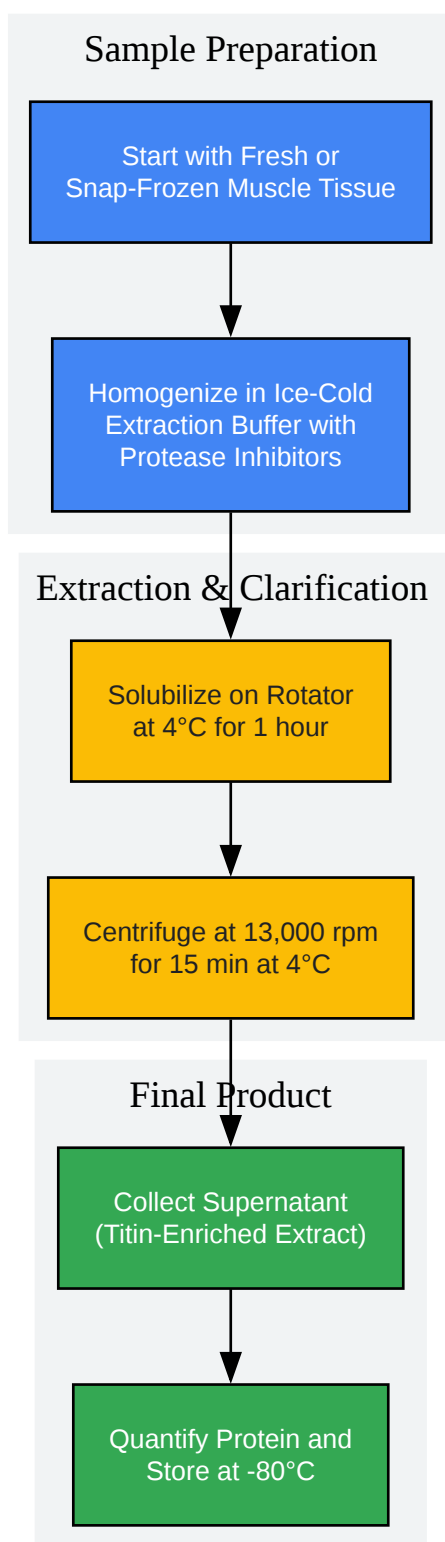 Sample Preparation
Start with Fresh or
Snap-Frozen Muscle Tissue
Homogenize in Ice-Cold
Extraction Buffer with
Protease Inhibitors
Extraction & Clarification
Solubilize on Rotator
at 4°C for 1 hour
Centrifuge at 13,000 rpm
for 15 min at 4°C
Final Product
Collect Supernatant
(Titin-Enriched Extract)
Quantify Protein and
Store at -80°C